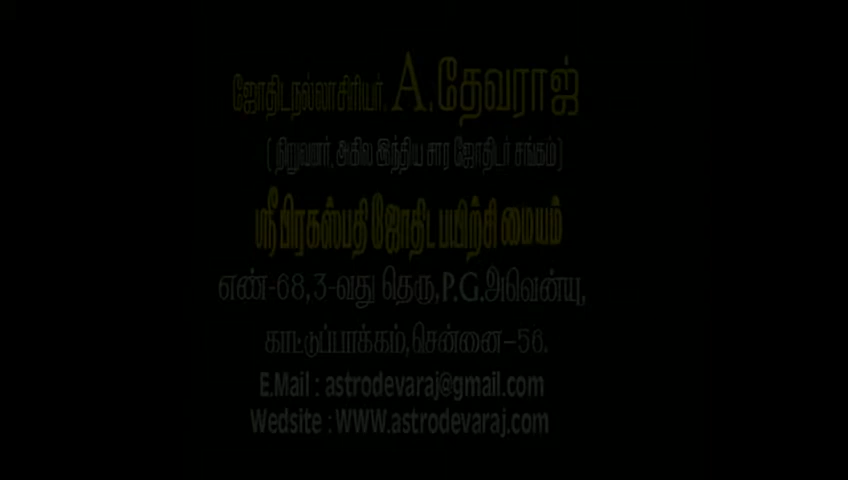 ஜோதிடநல்லாசிரியர். A.தேவராஜ்
( நிறுவனர், அகில இந்திய சார ஜோதிடர் சங்கம்)
ஸ்ரீ பிரகஸ்பதி ஜோதிட பயிற்சி மையம்
எண்-68,3-வது தெரு,P.G.அவென்யு,
காட்டுப்பாக்கம்,சென்னை-56.
E.Mail : astrodevaraj@gmail.com
Wedsite : WWW.astrodevaraj.com